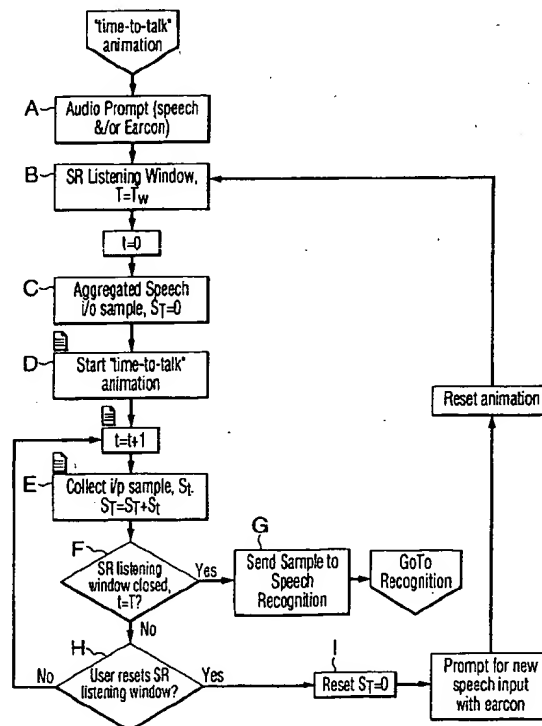 "time-to-talk"
animation
A
Audio Prompt (speech
&/or Earcon)
B
SR Listening Window,
T=Tw
t=0
C
Aggregated Speech
i/o sample, ST=0
D
Start "time-to-talk"
animation
Reset animation
t=t+1
E
Collect i/p sample, St.
ST=ST+St
F
SR listening
window closed,
t=T?
Yes
G
Send Sample to
Speech
Recognition
GoTo
Recognition
No
H
User resets SR
listening window?
No
Yes
I
Reset ST=0
Prompt for new
speech input
with earcon